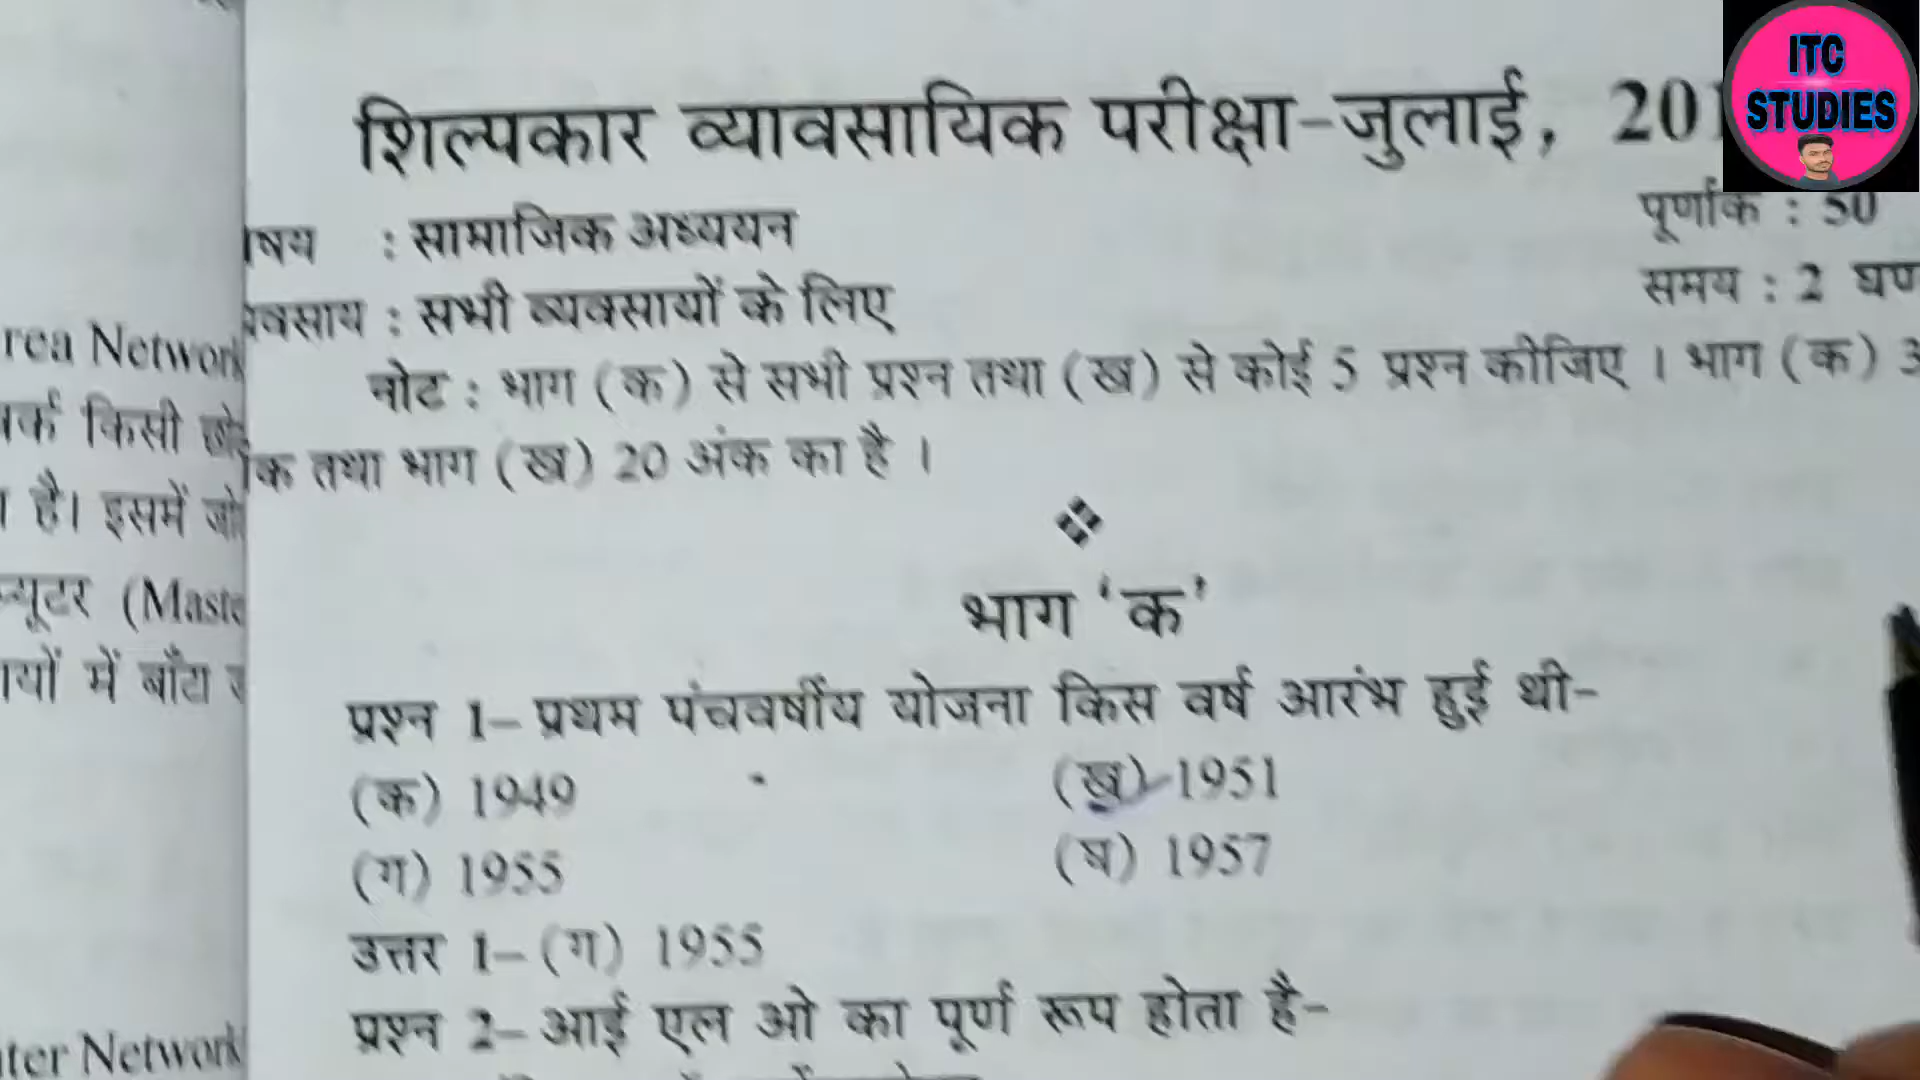 ITC
STUDIES
शिल्पकार व्यावसायिक परीक्षा-जुलाई, 201
षय : सामाजिक अध्ययन
पूर्णांक : 50
वसाय : सभी व्यवसायों के लिए
समय : 2 घण
नोट : भाग (क) से सभी प्रश्न तथा (ख) से कोई 5 प्रश्न कीजिए । भाग (क) 3
क तथा भाग (ख) 20 अंक का है ।
भाग ‘क’
प्रश्न 1– प्रथम पंचवर्षीय योजना किस वर्ष आरंभ हुई थी–
(क) 1949 (ख) 1951
(ग) 1955 (घ) 1957
उत्तर 1– (ग) 1955
प्रश्न 2– आई एल ओ का पूर्ण रूप होता है–
rea Network
वर्क किसी छो
है। इसमें जो
्यूटर (Maste
यों में बाँटा
ter Network